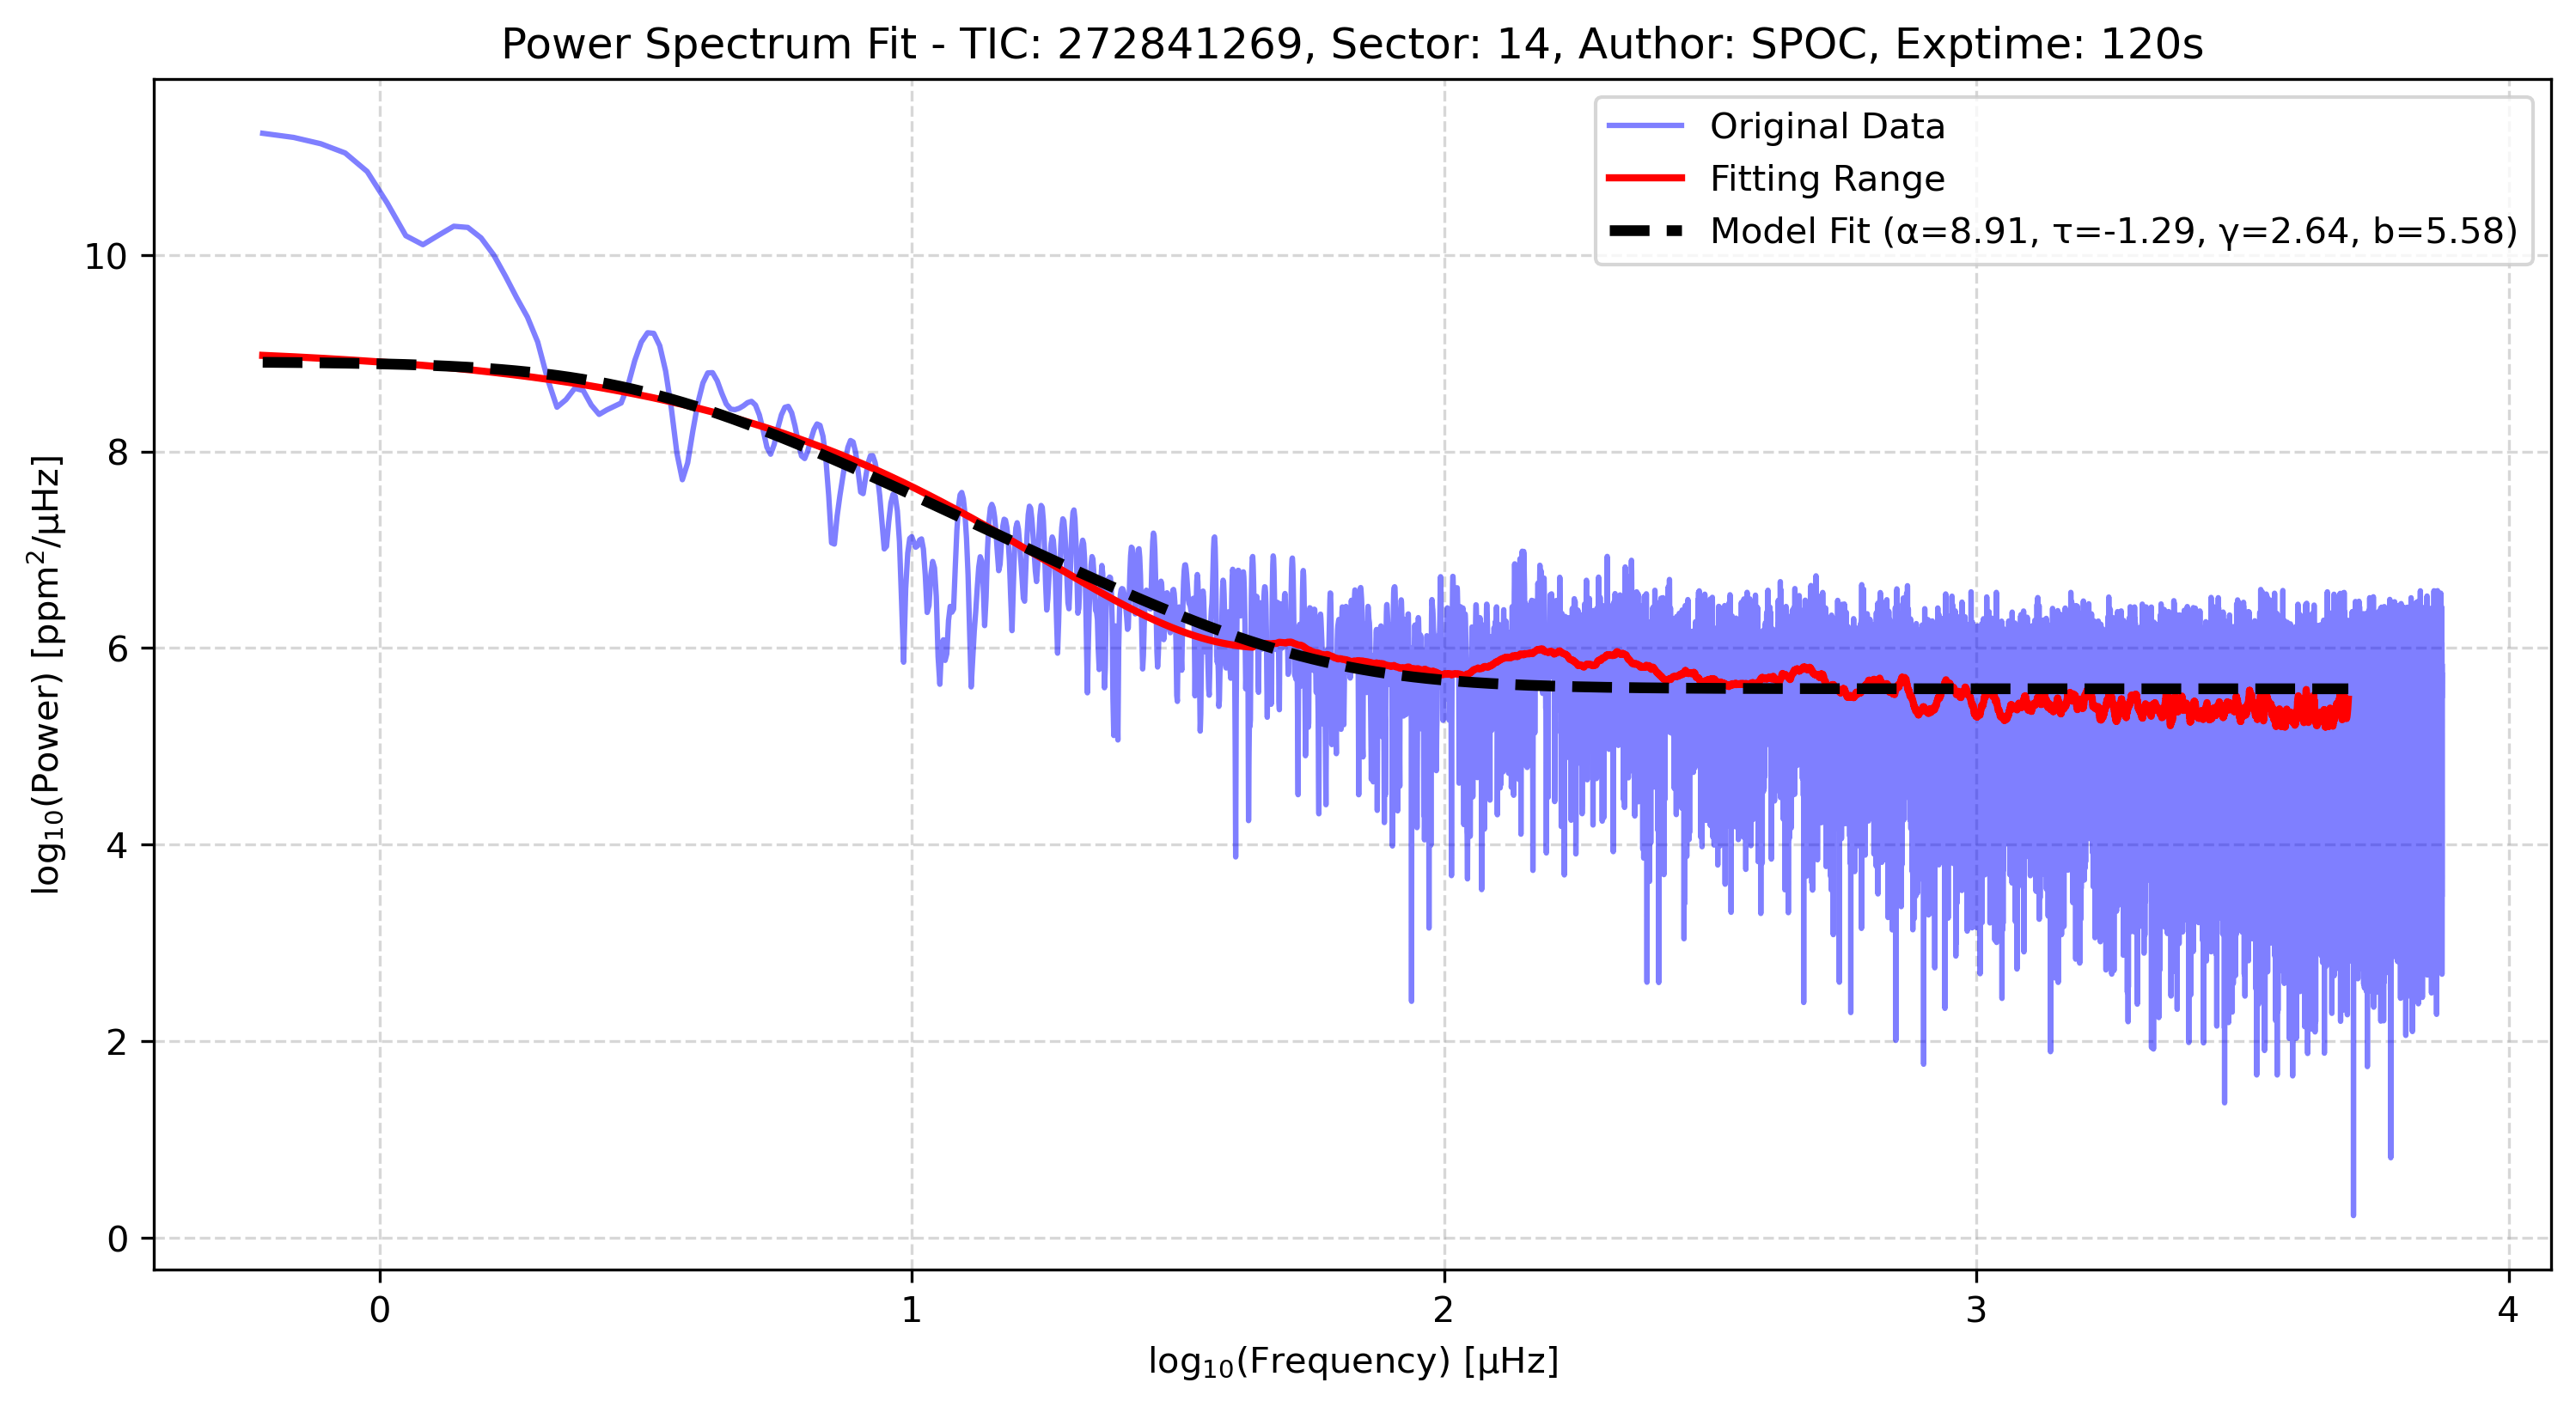 Power Spectrum Fit - TIC: 272841269, Sector: 14, Author: SPOC, Exptime: 120s
Original Data
Fitting Range
Model Fit (α=8.91, τ=-1.29, γ=2.64, b=5.58)
log₁₀(Power) [ppm²/μHz]
10
8
6
4
2
0
0 1 2 3 4
log₁₀(Frequency) [μHz]